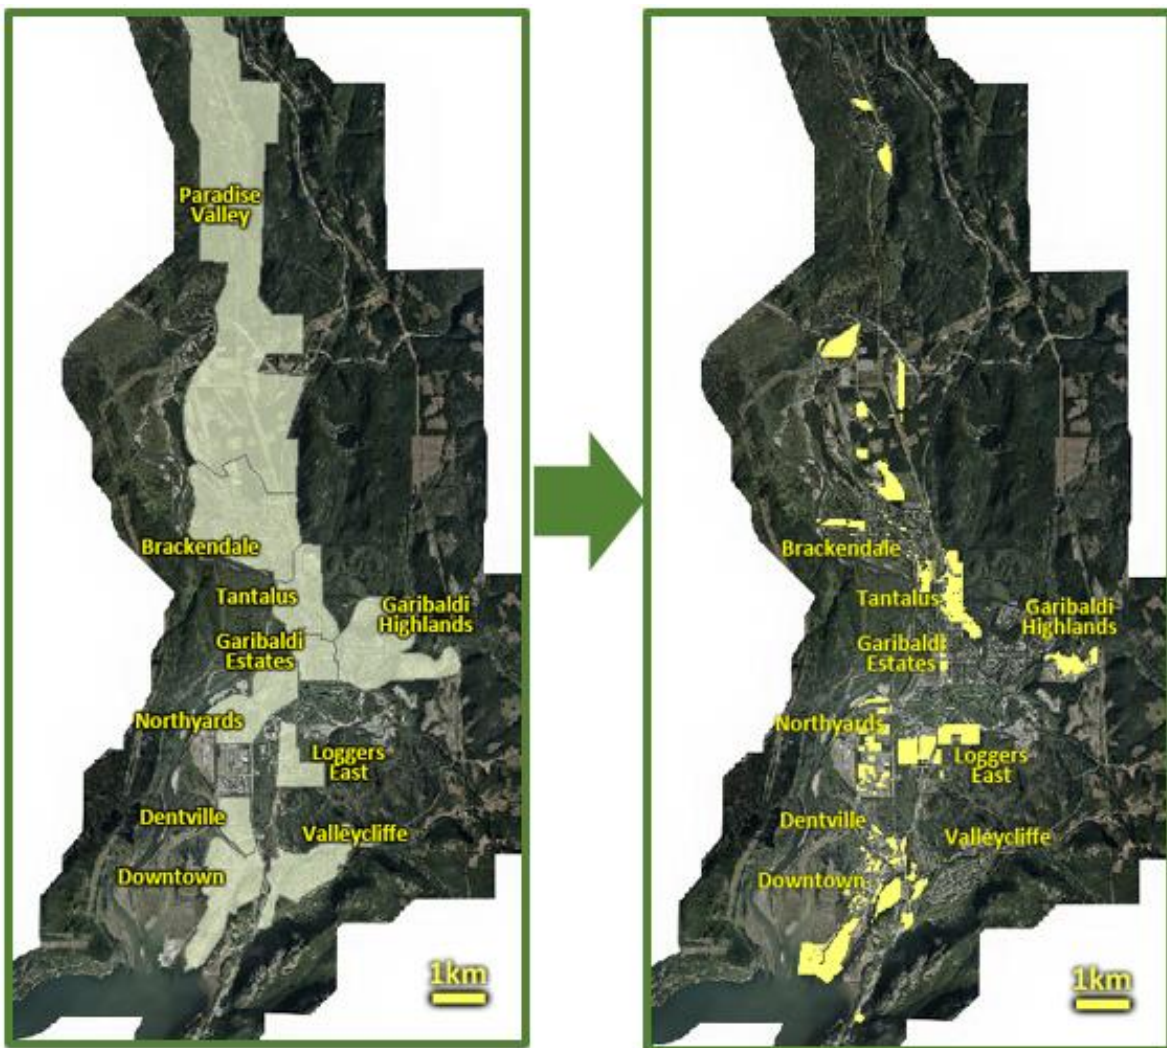 Paradise
Valley
Brackendale
Tantalus
Garibaldi
Highlands
Garibaldi
Estates
Northyards
Loggers
East
Dentville
Valleycliffe
Downtown
1km
Brackendale
Tantalus
Garibaldi
Highlands
Garibaldi
Estates
Northyards
Loggers
East
Dentville
Valleycliffe
Downtown
1km